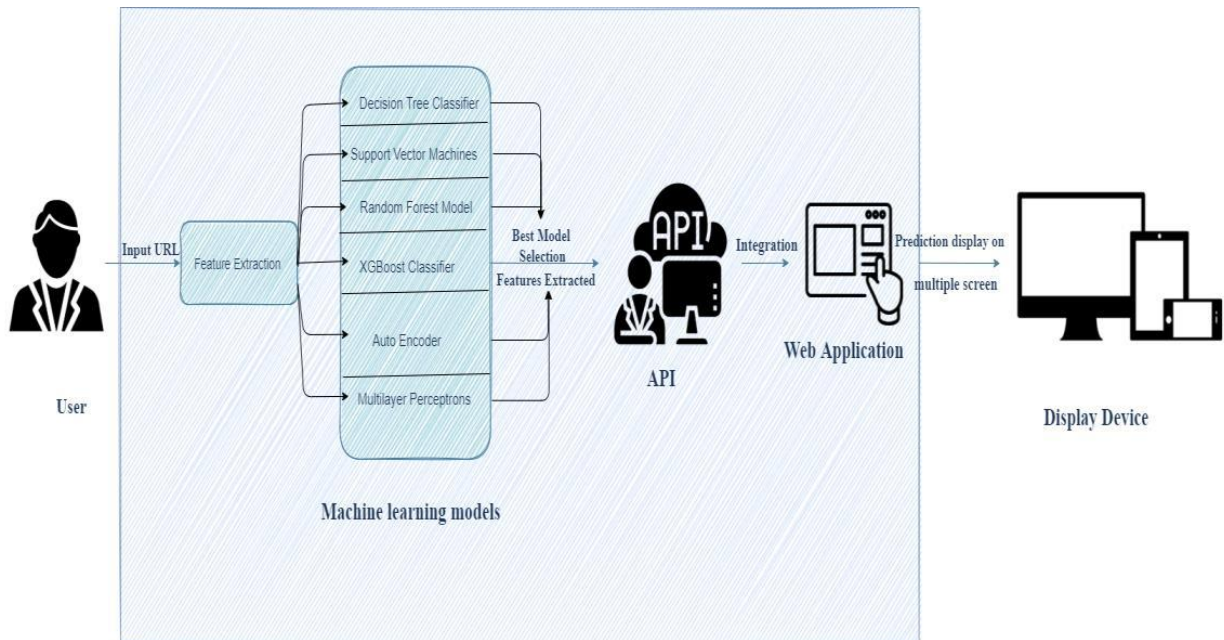 User
Input URL
Feature Extraction
Decision Tree Classifier
Support Vector Machines
Random Forest Model
XGBoost Classifier
Auto Encoder
Multilayer Perceptrons
Machine learning models
Best Model
Selection
Features Extracted
API
API
Integration
Web Application
Prediction display on
multiple screen
Display Device